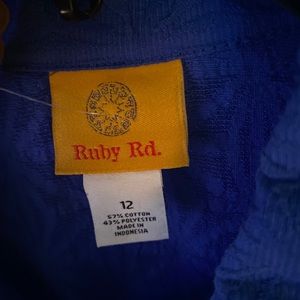 Ruby Rd.
12
57% COTTON
43% POLYESTER
MADE IN
INDONESIA